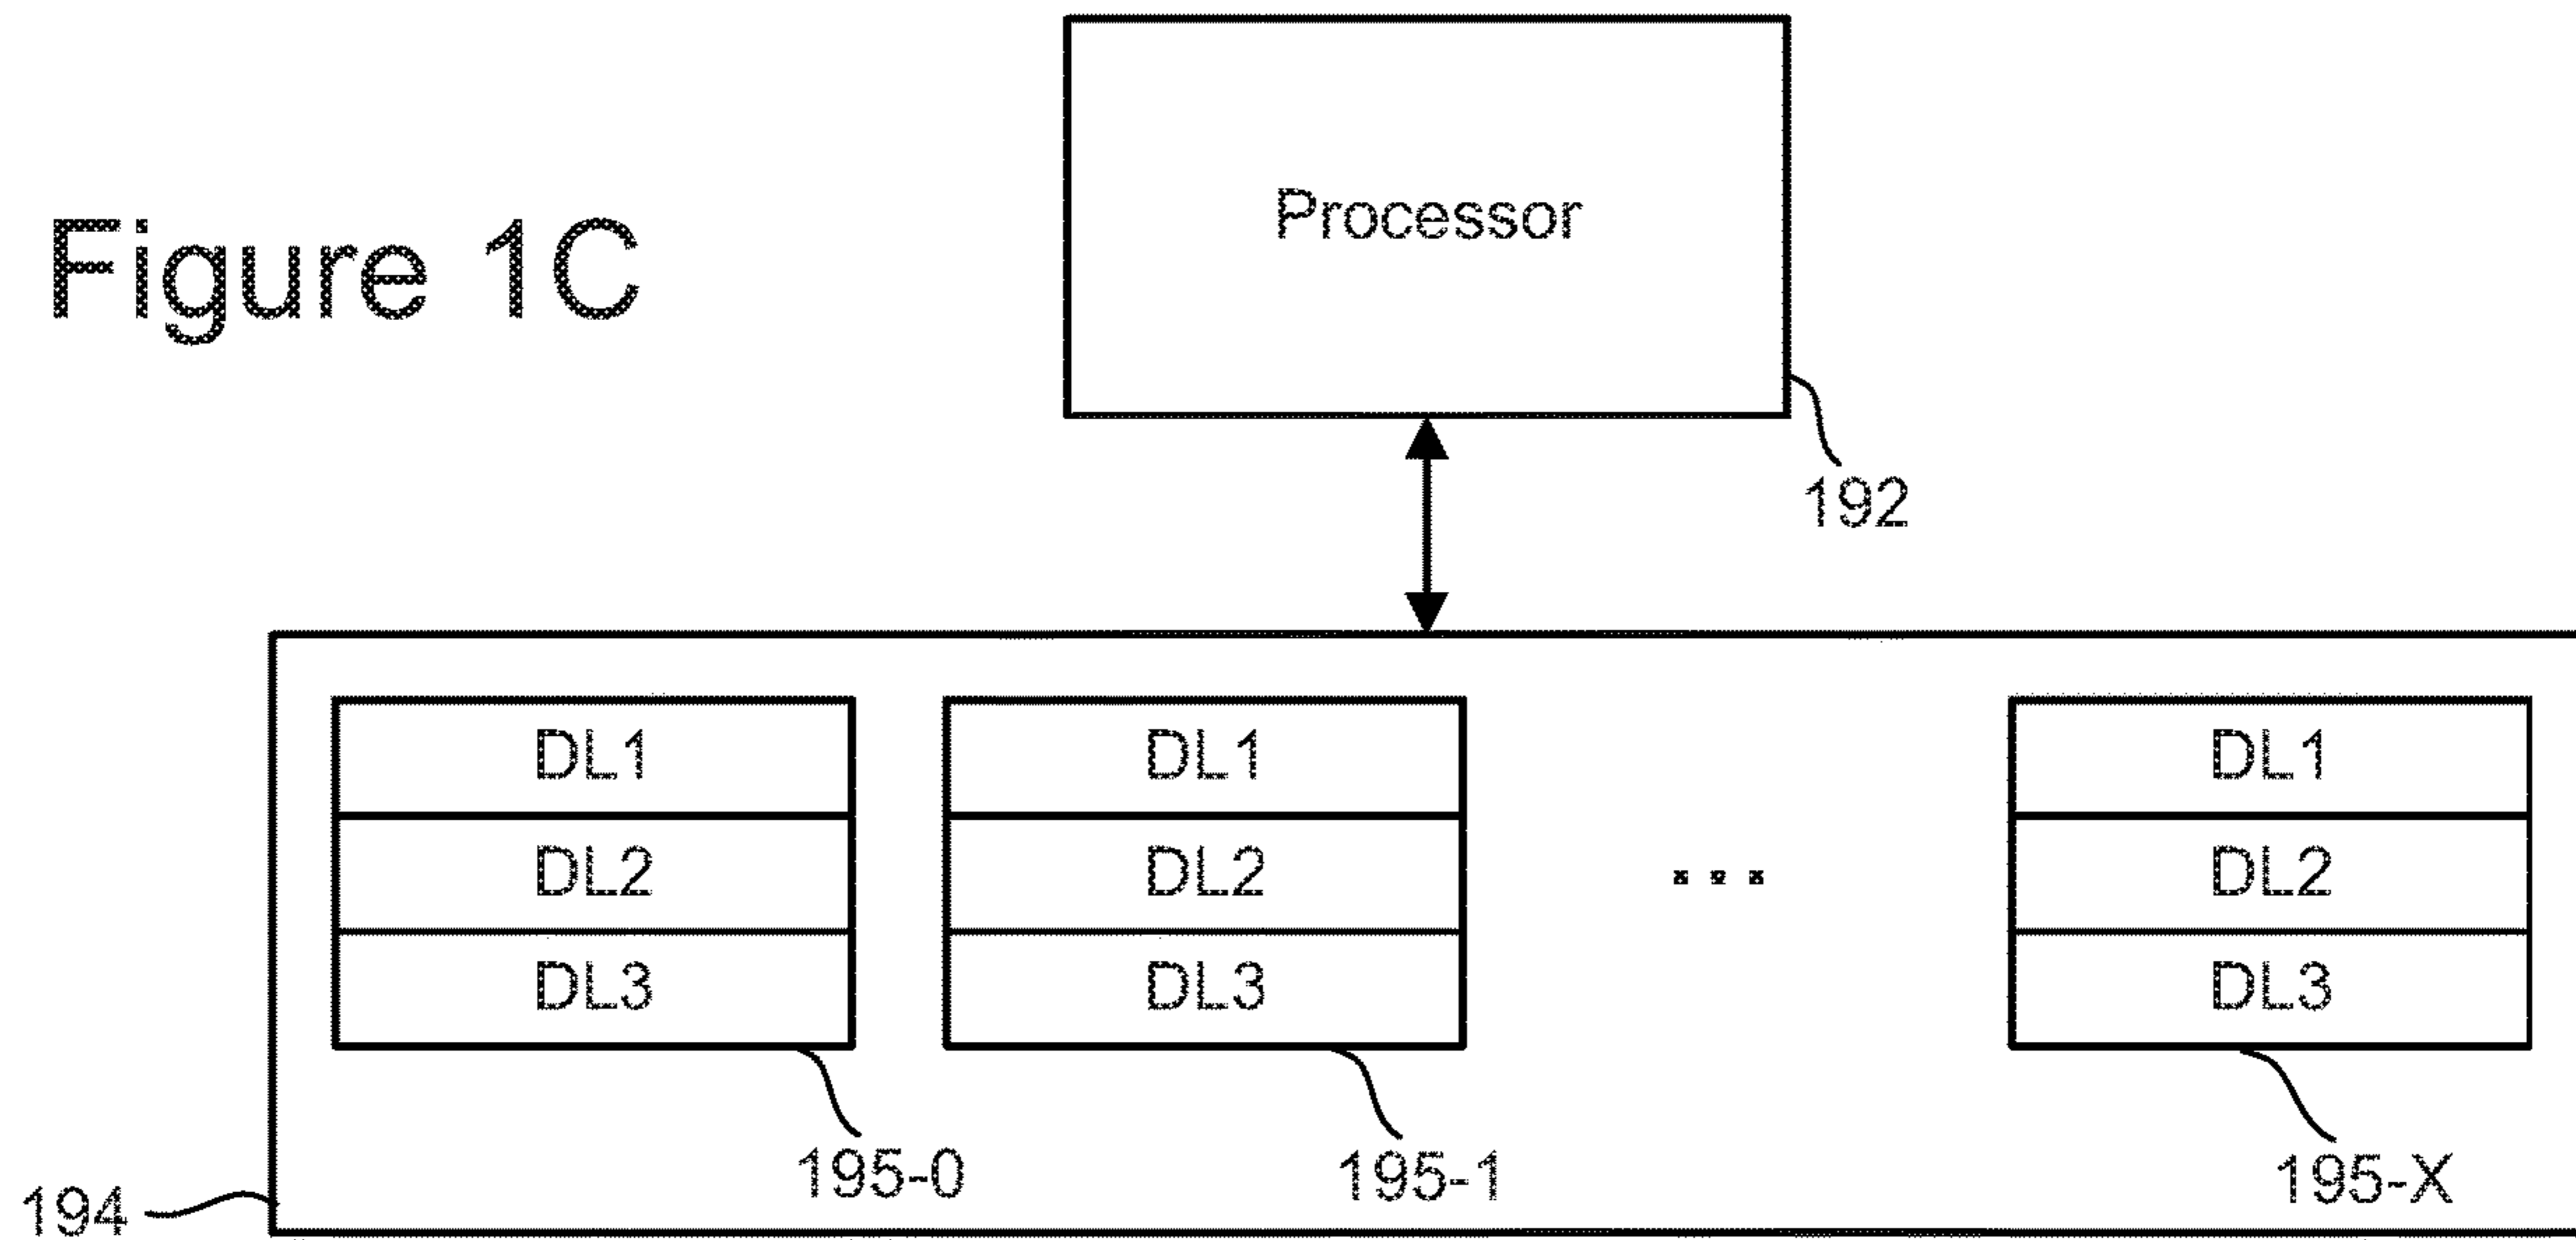 Figure 1C
Processor
192
DL1
DL2
DL3
195-0
DL1
DL2
DL3
195-1
...
DL1
DL2
DL3
195-X
194